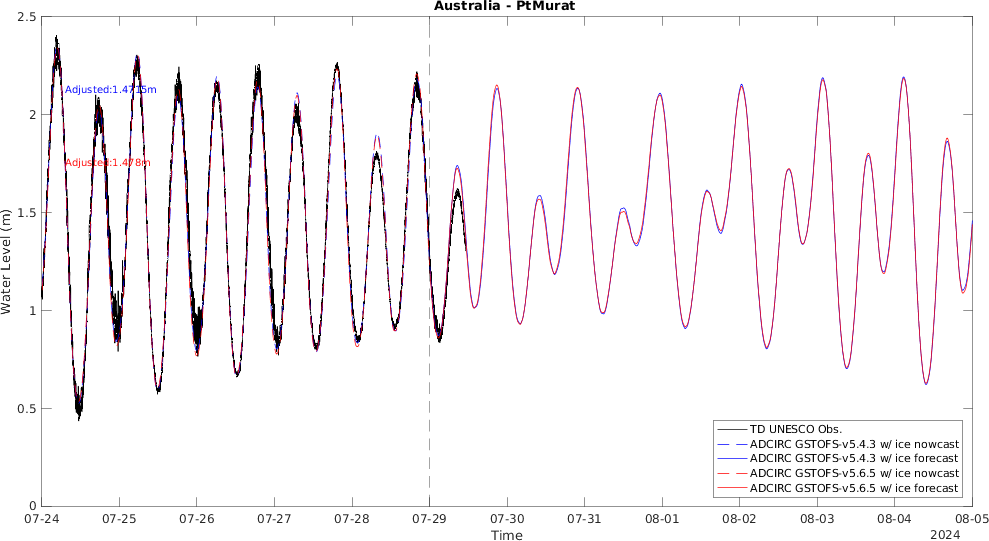 Australia - PtMurat
Water Level (m)
2.5
2
1.5
1
0.5
0
Adjusted:1.4715m
Adjusted:1.478m
TD UNESCO Obs.
ADCIRC GSTOFS-v5.4.3 w/ ice nowcast
ADCIRC GSTOFS-v5.4.3 w/ ice forecast
ADCIRC GSTOFS-v5.6.5 w/ ice nowcast
ADCIRC GSTOFS-v5.6.5 w/ ice forecast
07-24 07-25 07-26 07-27 07-28 07-29 07-30 07-31 08-01 08-02 08-03 08-04 08-05
Time
2024